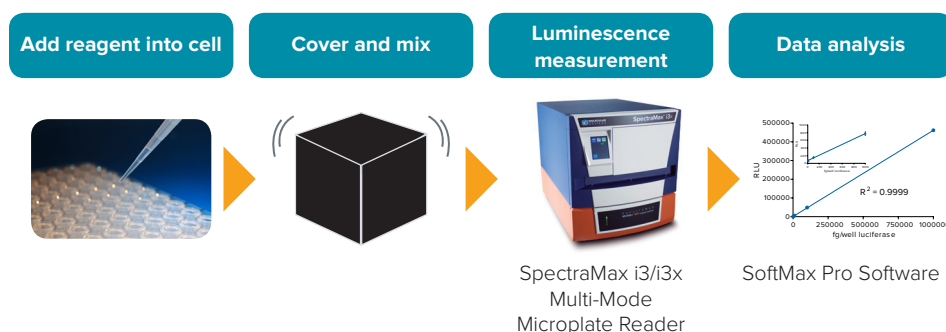 Add reagent into cell
Cover and mix
Luminescence
measurement
Data analysis
SpectraMax i3x
500000
400000
300000
200000
100000
0
RLU
R² = 0.9999
0
250000
500000
750000
100000
fg/well luciferase
SpectraMax i3/i3x
Multi-Mode
Microplate Reader
SoftMax Pro Software